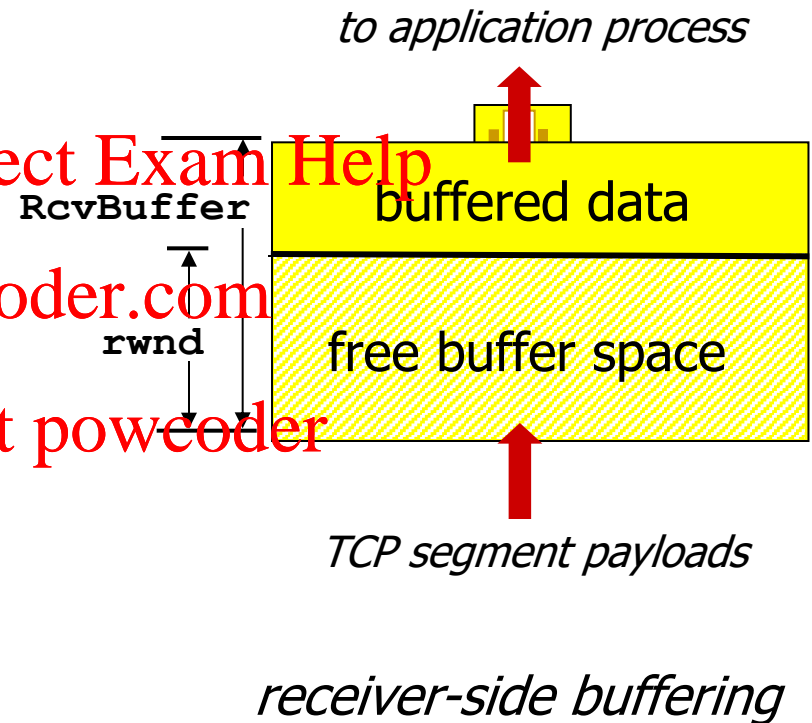 to application process
ect Exam Help
RcvBuffer
buffered data
oder.com
rwnd
free buffer space
t powcoder
TCP segment payloads
receiver-side buffering